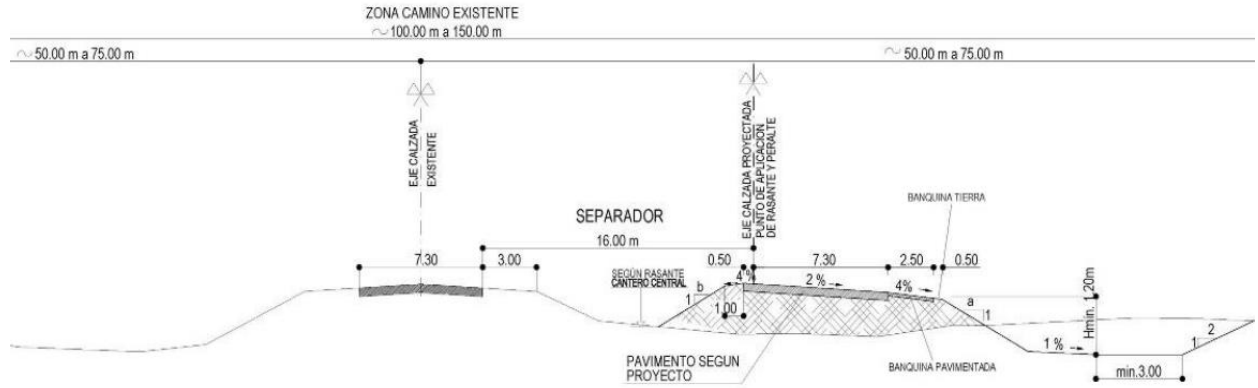 ZONA CAMINO EXISTENTE
100.00 m a 150.00 m
50.00 m a 75.00 m
50.00 m a 75.00 m
EJE CALZADA
EXISTENTE
EJE CALZADA PROYECTADA
PUNTO DE APLICACION
DE RASANTE Y PERALTE
BANQUINA TIERRA
SEPARADOR
16.00 m
7.30
3.00
0.50
7.30
2.50
0.50
SEGÚN RASANTE
CANTERO CENTRAL
4%
2 %
4%
b
1
1.00
a
1
Hmin. 1.20m
1 %
1
2
min.3.00
PAVIMENTO SEGUN
PROYECTO
BANQUINA PAVIMENTADA